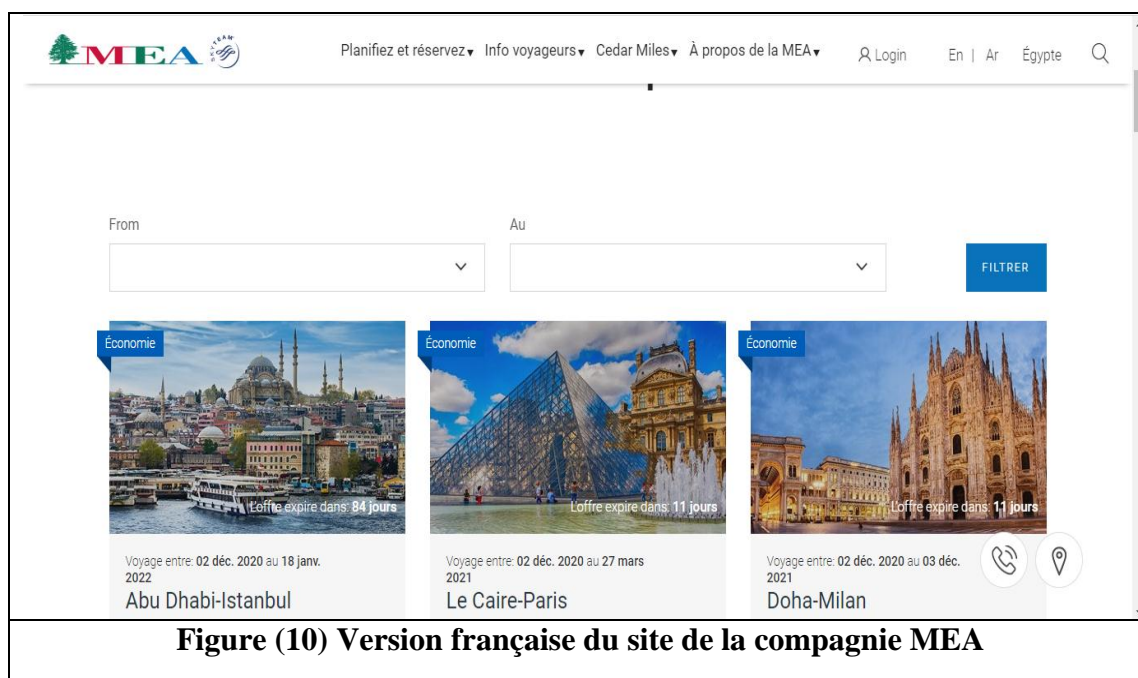 MEA SKYTEAM Planifiez et réservez▾ Info voyageurs▾ Cedar Miles▾ À propos de la MEA▾ Login En | Ar Égypte
From Au
FILTRER
Économie Économie Économie
L'offre expire dans: 84 jours L'offre expire dans: 11 jours L'offre expire dans: 11 jours
Voyage entre: 02 déc. 2020 au 18 janv. Voyage entre: 02 déc. 2020 au 27 mars Voyage entre: 02 déc. 2020 au 03 déc.
2022 2021 2021
Abu Dhabi-Istanbul Le Caire-Paris Doha-Milan
Figure (10) Version française du site de la compagnie MEA